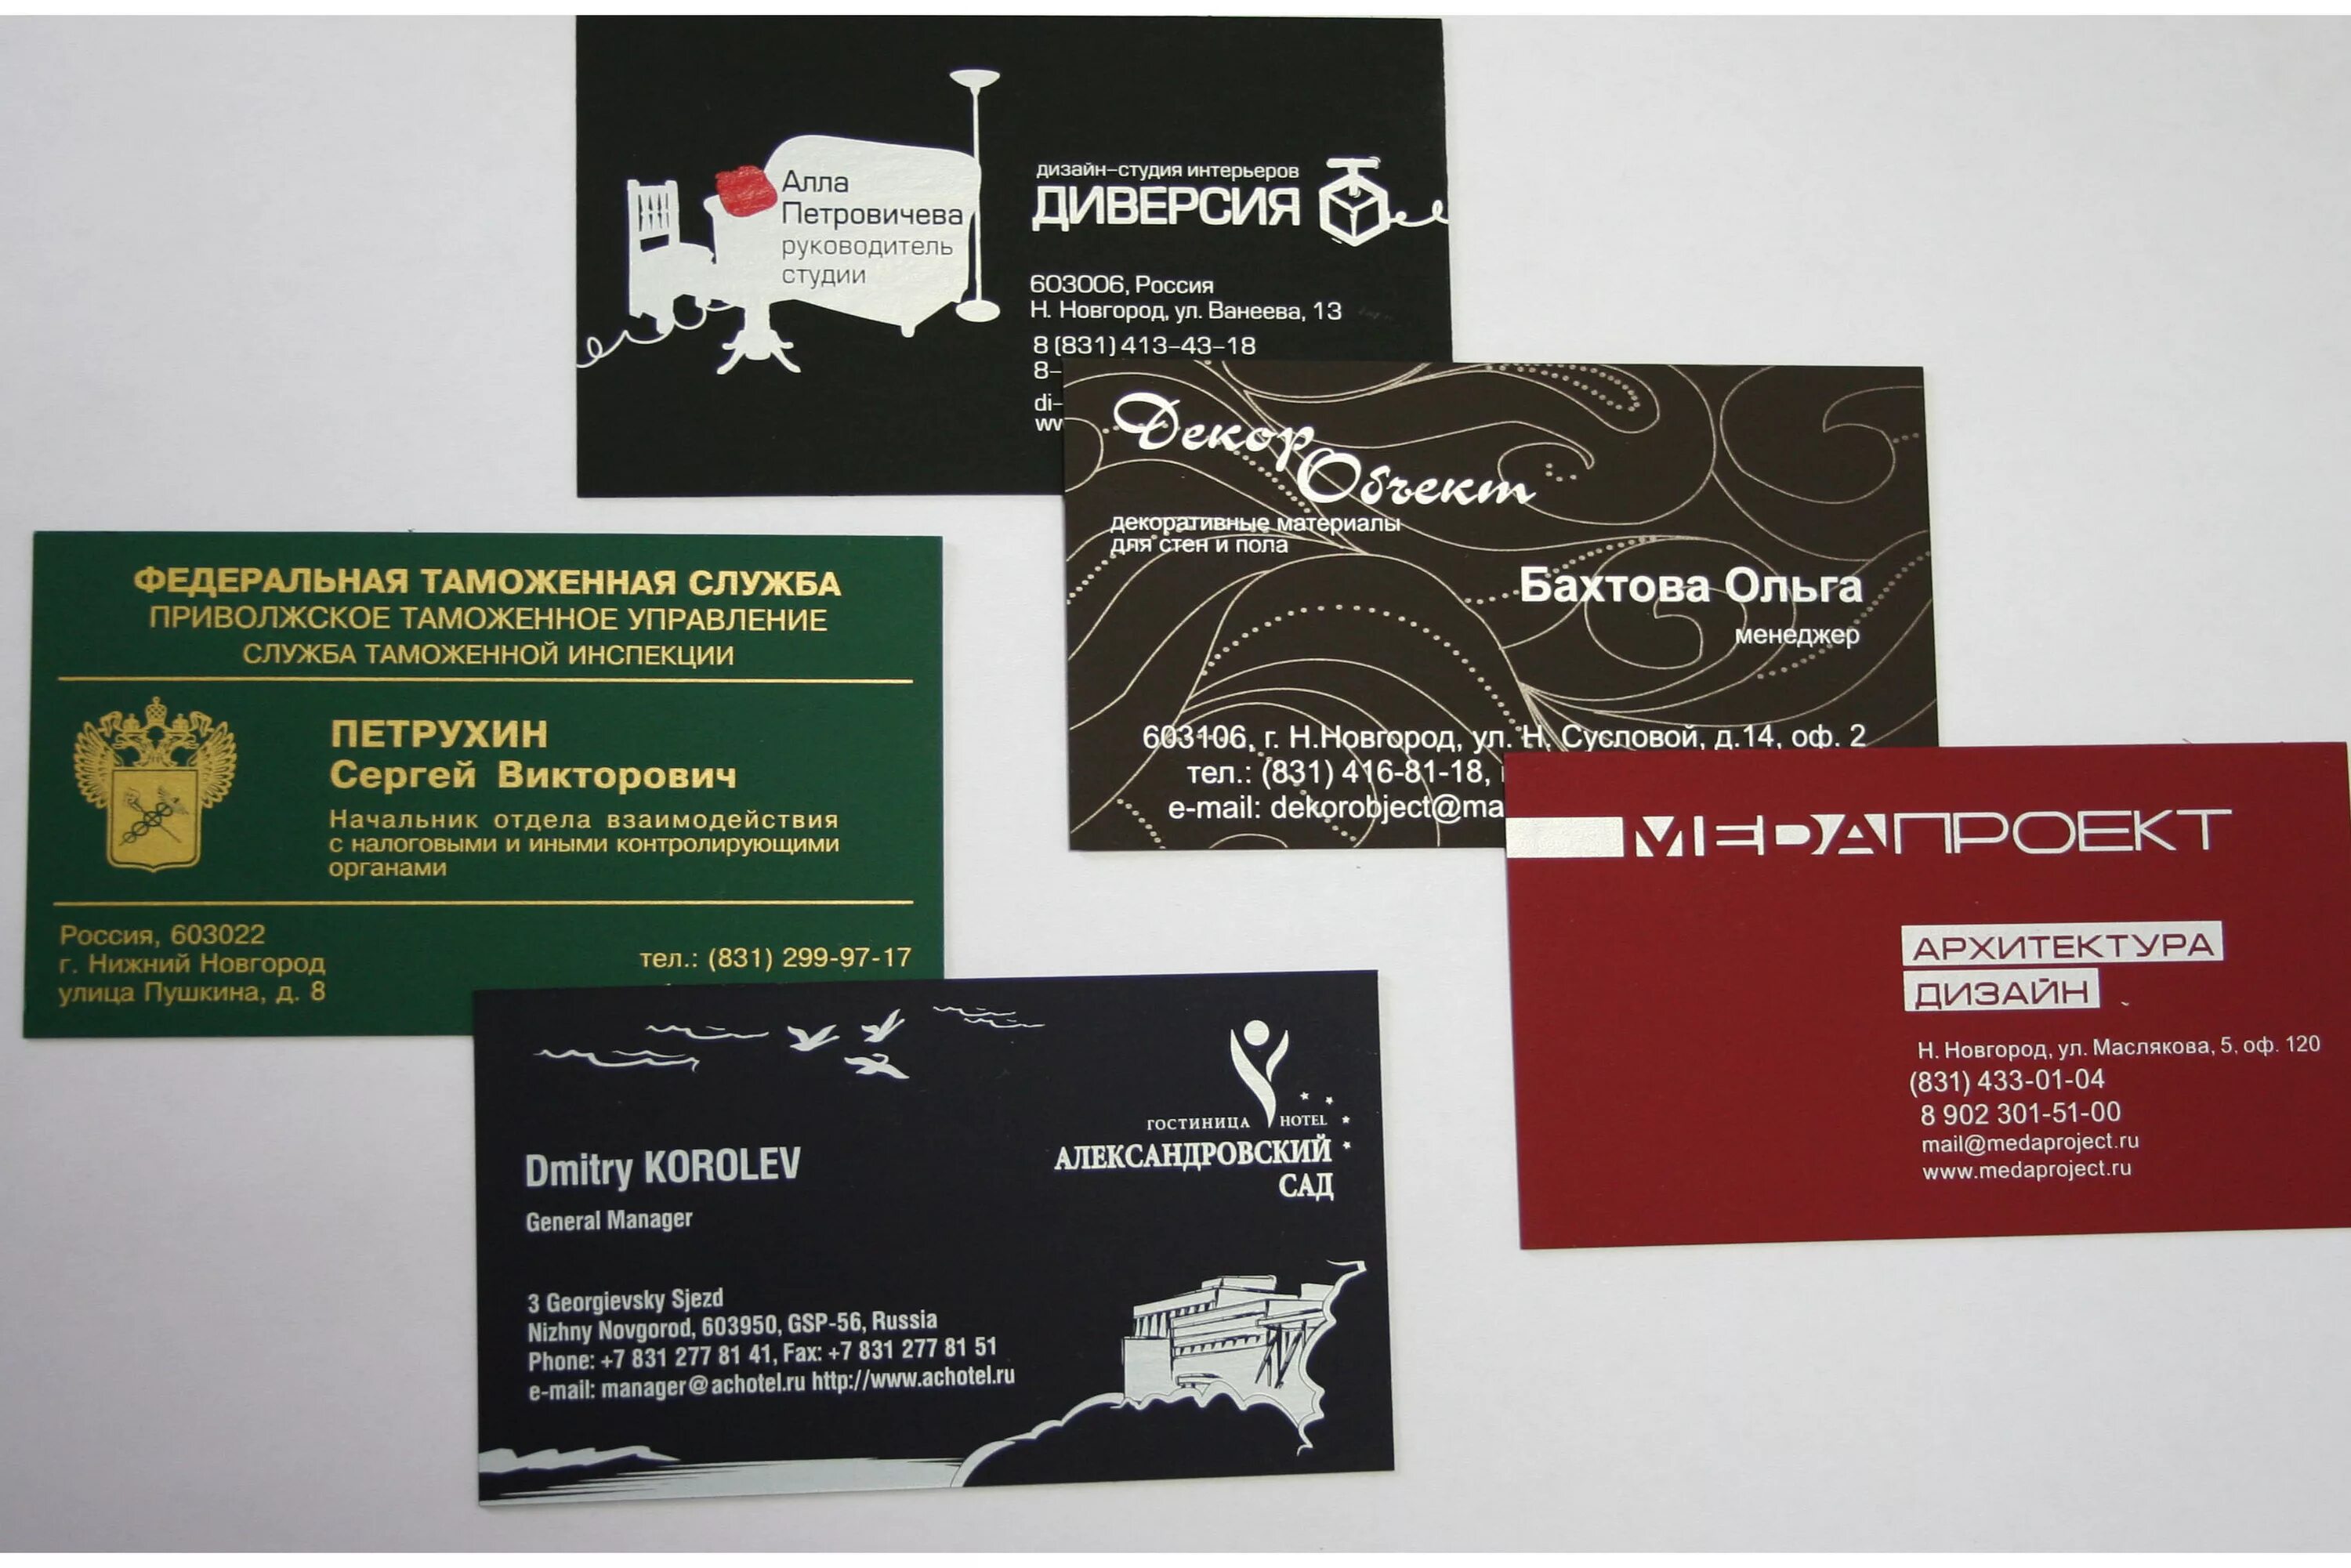 Алла
Петровичева
руководитель
студии
дизайн-студия интерьеров
ДИВЕРСИЯ
603006, Россия
Н. Новгород, ул. Ванеева, 13
8 (831) 413-43-18
8-
di-
Декор
Объект
декоративные материалы
для стен и пола
Бахтова Ольга
менеджер
603106, г. Н.Новгород, ул. Н. Сусловой, д.14, оф. 2
тел.: (831) 416-81-18,
e-mail: dekorobject@ma
ФЕДЕРАЛЬНАЯ ТАМОЖЕННАЯ СЛУЖБА
ПРИВОЛЖСКОЕ ТАМОЖЕННОЕ УПРАВЛЕНИЕ
СЛУЖБА ТАМОЖЕННОЙ ИНСПЕКЦИИ
ПЕТРУХИН
Сергей Викторович
Начальник отдела взаимодействия
с налоговыми и иными контролирующими
органами
Россия, 603022
г. Нижний Новгород
улица Пушкина, д. 8
тел.: (831) 299-97-17
МЕДАПРОЕКТ
АРХИТЕКТУРА
ДИЗАЙН
Н. Новгород, ул. Маслякова, 5, оф. 120
(831) 433-01-04
8 902 301-51-00
mail@medaproject.ru
www.medaproject.ru
ГОСТИНИЦА HOTEL
АЛЕКСАНДРОВСКИЙ
САД
Dmitry KOROLEV
General Manager
3 Georgievsky Sjezd
Nizhny Novgorod, 603950, GSP-56, Russia
Phone: +7 831 277 81 41, Fax: +7 831 277 81 51
e-mail: manager@achotel.ru http://www.achotel.ru